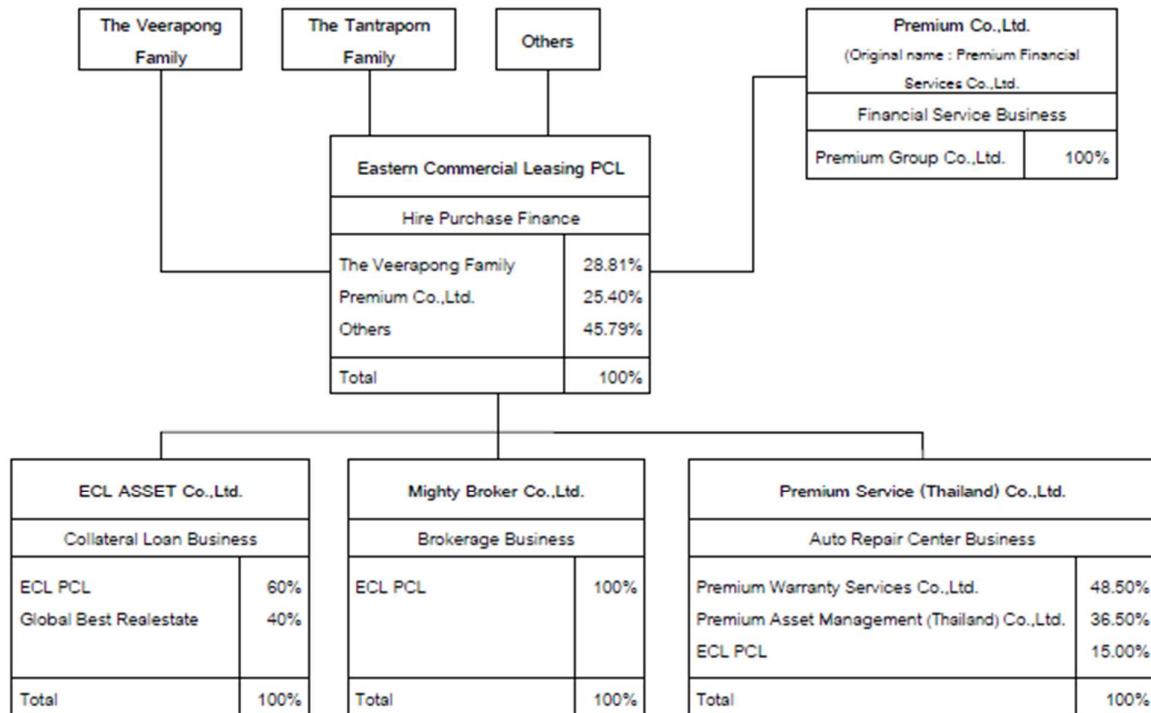 The Veerapong
Family
The Tantraporn
Family
Others
Premium Co.,Ltd.
(Original name : Premium Financial
Services Co.,Ltd.
Financial Service Business
Premium Group Co.,Ltd. 100%
Eastern Commercial Leasing PCL
Hire Purchase Finance
The Veerapong Family 28.81%
Premium Co.,Ltd. 25.40%
Others 45.79%
Total 100%
ECL ASSET Co.,Ltd.
Collateral Loan Business
ECL PCL 60%
Global Best Realestate 40%
Total 100%
Mighty Broker Co.,Ltd.
Brokerage Business
ECL PCL 100%
Total 100%
Premium Service (Thailand) Co.,Ltd.
Auto Repair Center Business
Premium Warranty Services Co.,Ltd. 48.50%
Premium Asset Management (Thailand) Co.,Ltd. 36.50%
ECL PCL 15.00%
Total 100%